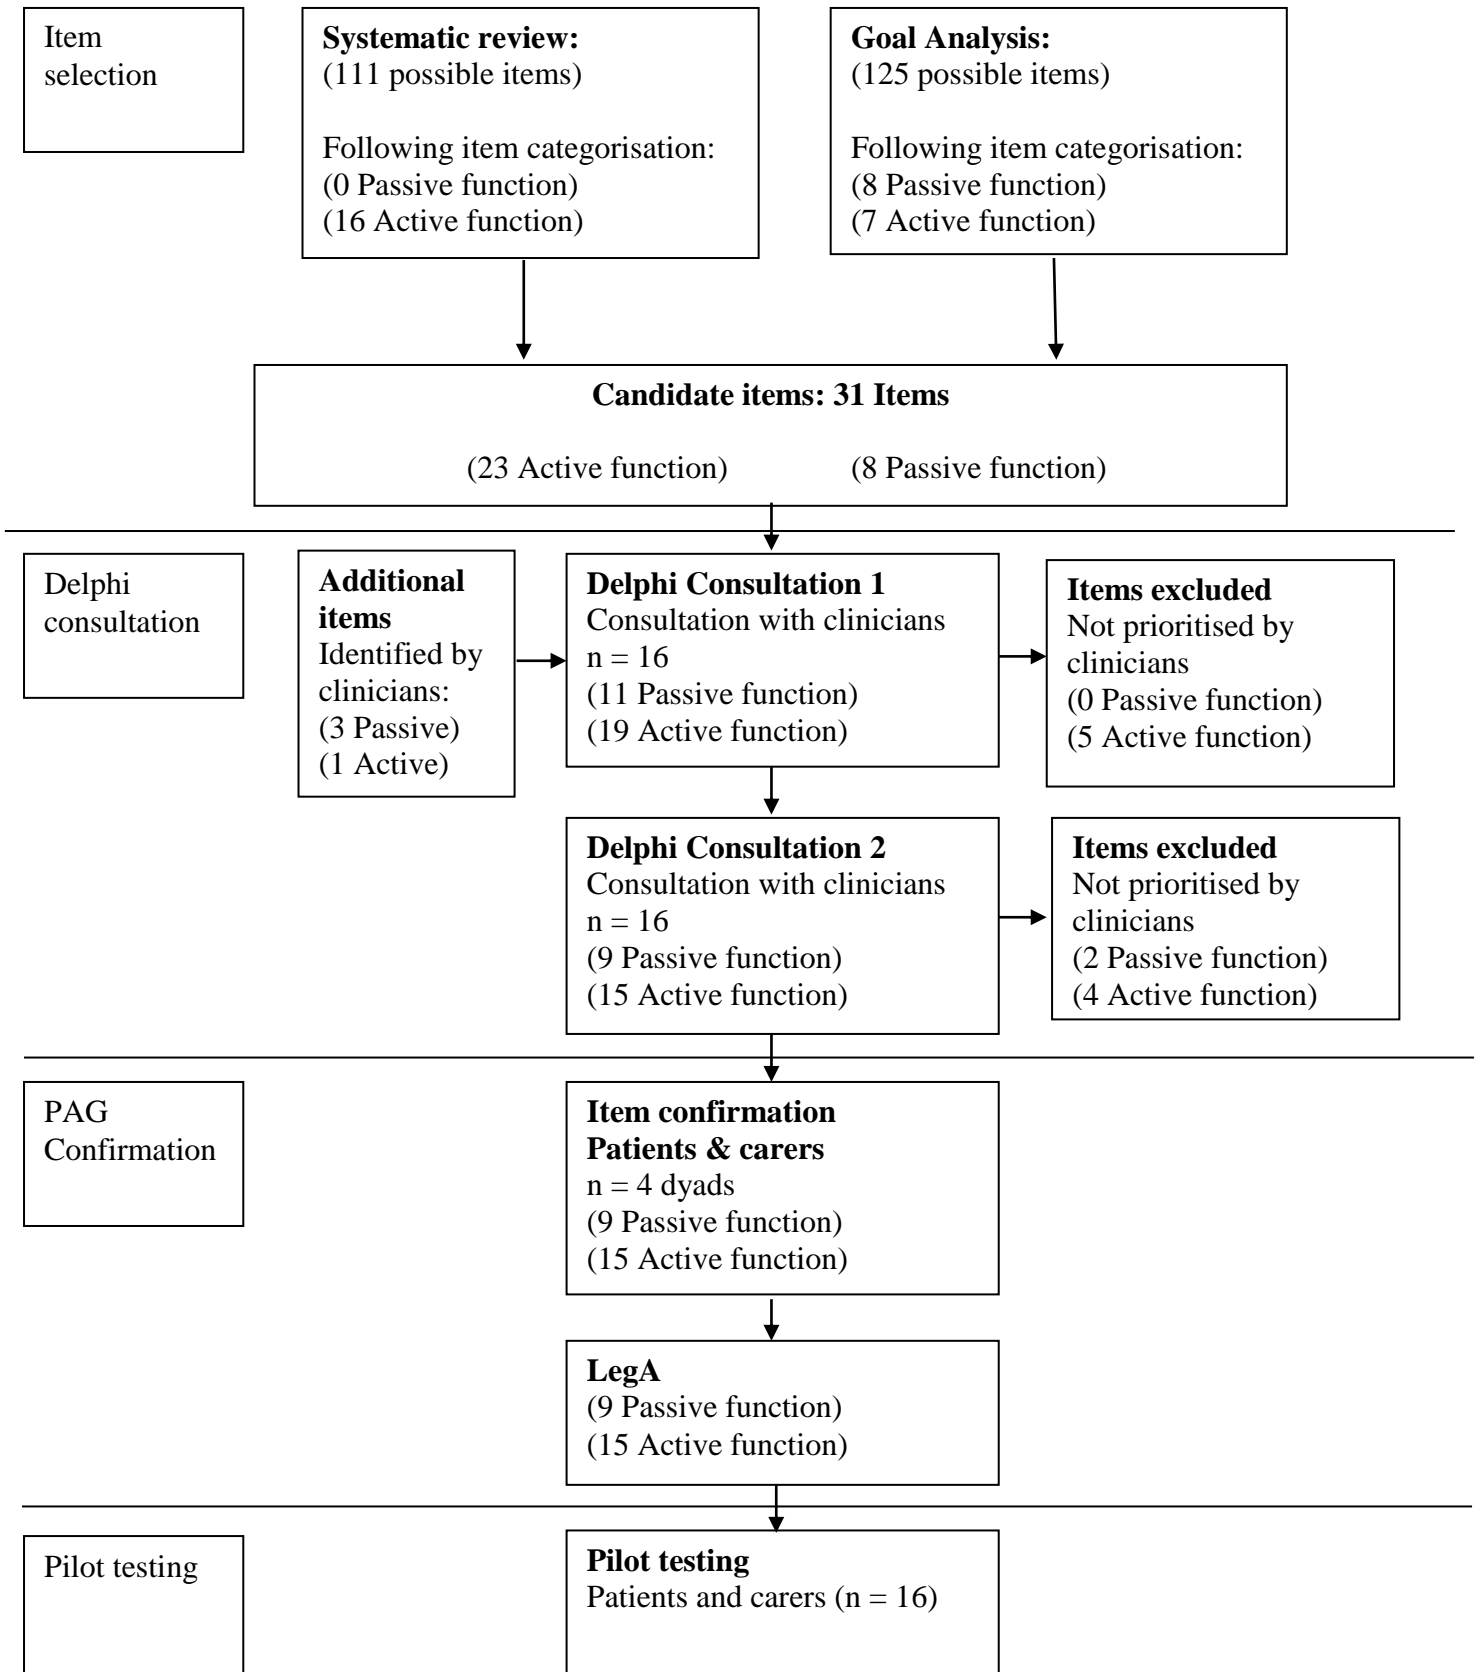 Item
selection
Systematic review:
(111 possible items)
Following item categorisation:
(0 Passive function)
(16 Active function)
Goal Analysis:
(125 possible items)
Following item categorisation:
(8 Passive function)
(7 Active function)
Candidate items: 31 Items
(23 Active function) (8 Passive function)
Delphi
consultation
Additional
items
Identified by
clinicians:
(3 Passive)
(1 Active)
Delphi Consultation 1
Consultation with clinicians
n = 16
(11 Passive function)
(19 Active function)
Items excluded
Not prioritised by
clinicians
(0 Passive function)
(5 Active function)
Delphi Consultation 2
Consultation with clinicians
n = 16
(9 Passive function)
(15 Active function)
Items excluded
Not prioritised by
clinicians
(2 Passive function)
(4 Active function)
PAG
Confirmation
Item confirmation
Patients & carers
n = 4 dyads
(9 Passive function)
(15 Active function)
LegA
(9 Passive function)
(15 Active function)
Pilot testing
Pilot testing
Patients and carers (n = 16)